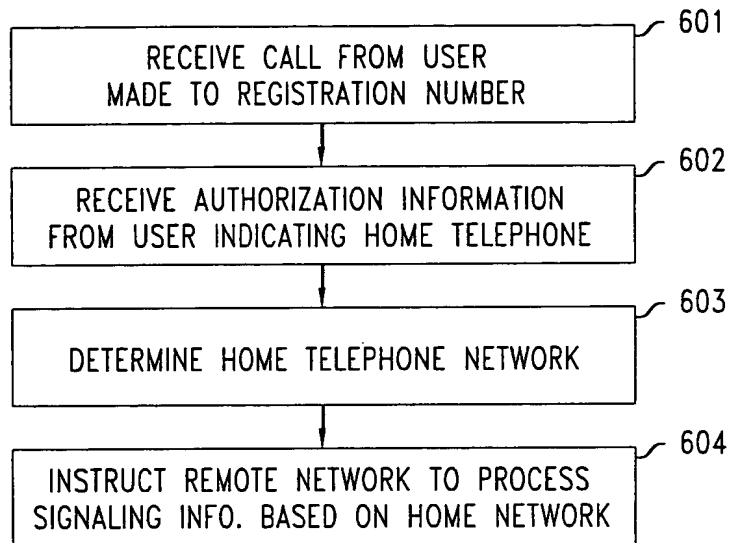 601
RECEIVE CALL FROM USER
MADE TO REGISTRATION NUMBER
602
RECEIVE AUTHORIZATION INFORMATION
FROM USER INDICATING HOME TELEPHONE
603
DETERMINE HOME TELEPHONE NETWORK
604
INSTRUCT REMOTE NETWORK TO PROCESS
SIGNALING INFO. BASED ON HOME NETWORK